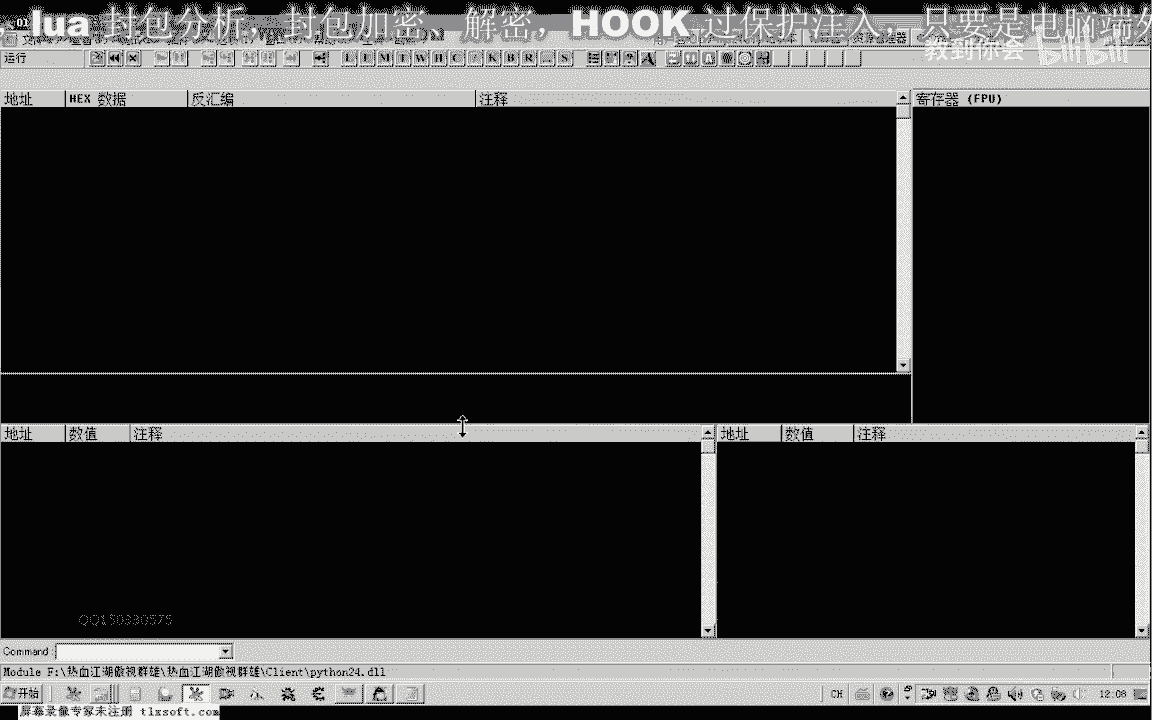 lua 封包分析，封包加密、解密，HOOK 过保护注入，只要是电脑端外
教到你会 bilibili
运行 L E M T W H C / K B R ... S
地址 HEX 数据 反汇编 注释 寄存器 (FPU)
地址 数值 注释 地址 数值 注释
QQ150330575
Command:
Module F:\热血江湖傲视群雄\热血江湖傲视群雄\Client\python24.dll
开始 CH 12:08
屏幕录像专家未注册 tlxsoft.com